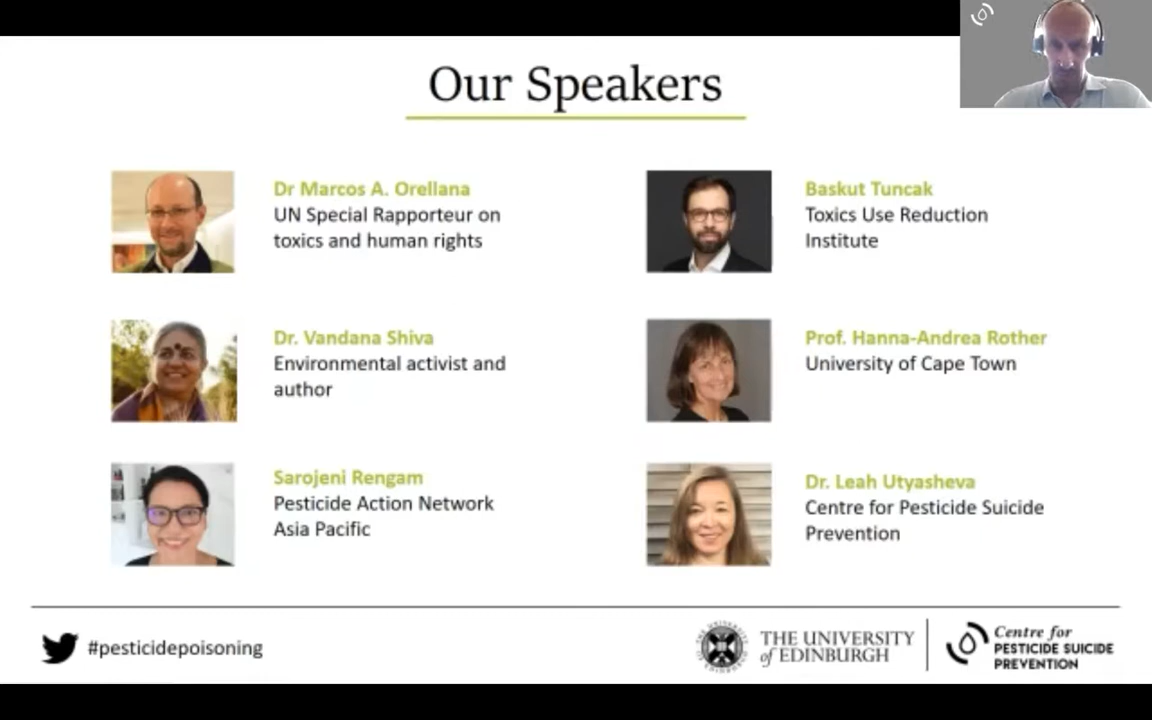 Our Speakers
Dr Marcos A. Orellana
UN Special Rapporteur on
toxics and human rights
Baskut Tuncak
Toxics Use Reduction
Institute
Dr. Vandana Shiva
Environmental activist and
author
Prof. Hanna-Andrea Rother
University of Cape Town
Sarojeni Rengam
Pesticide Action Network
Asia Pacific
Dr. Leah Utyasheva
Centre for Pesticide Suicide
Prevention
#pesticidepoisoning
THE UNIVERSITY
of EDINBURGH
Centre for
PESTICIDE SUICIDE
PREVENTION